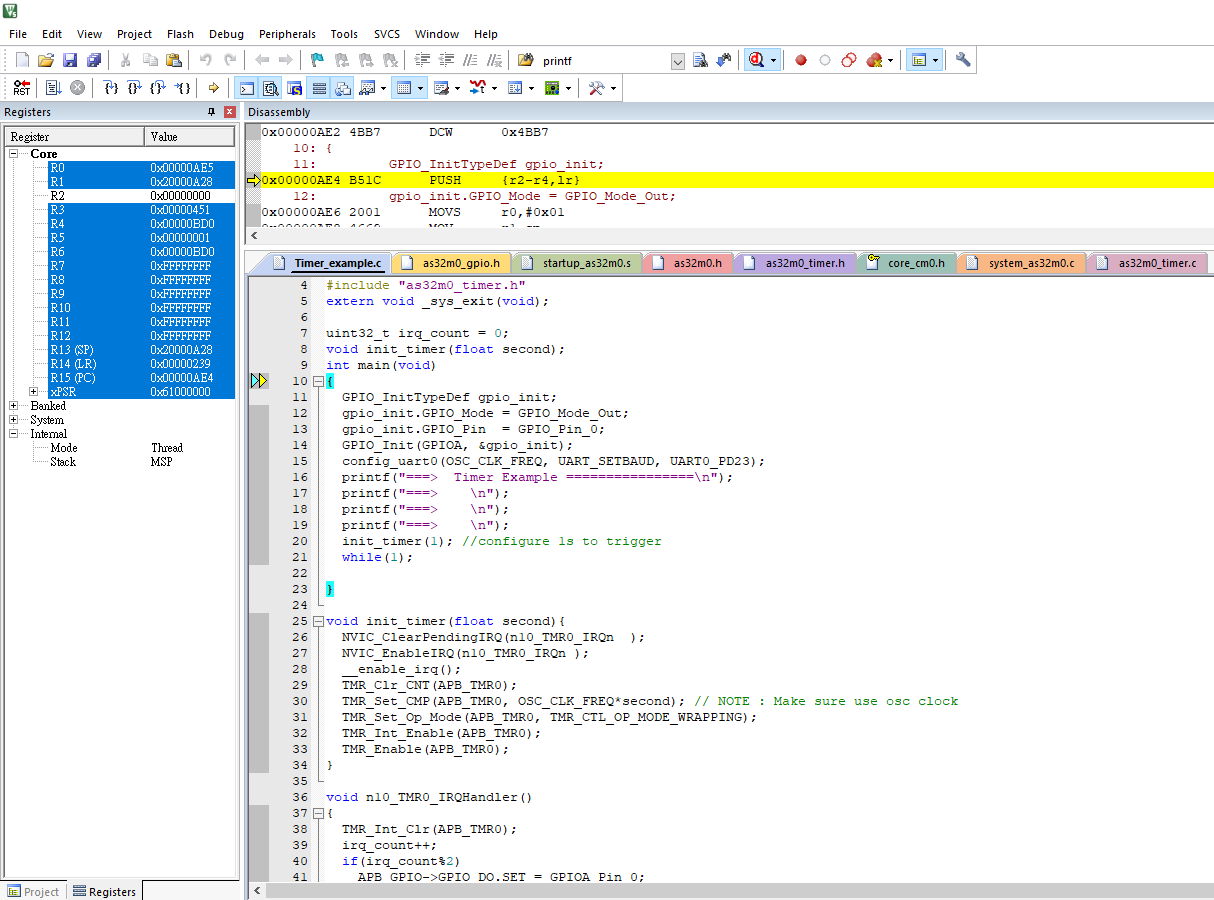 File Edit View Project Flash Debug Peripherals Tools SVCS Window Help
printf
RST
Registers
Register Value
Core
R0 0x00000AE5
R1 0x20000A28
R2 0x00000000
R3 0x00000451
R4 0x00000BD0
R5 0x00000001
R6 0x00000BD0
R7 0xFFFFFFFF
R8 0xFFFFFFFF
R9 0xFFFFFFFF
R10 0xFFFFFFFF
R11 0xFFFFFFFF
R12 0xFFFFFFFF
R13 (SP) 0x20000A28
R14 (LR) 0x00000239
R15 (PC) 0x00000AE4
xPSR 0x61000000
Banked
System
Internal
Mode Thread
Stack MSP
Project Registers
Disassembly
0x00000AE2 4BB7 DCW 0x4BB7
10: {
11: GPIO_InitTypeDef gpio_init;
0x00000AE4 B51C PUSH {r2-r4,lr}
12: gpio_init.GPIO_Mode = GPIO_Mode_Out;
0x00000AE6 2001 MOVS r0,#0x01
Timer_example.c as32m0_gpio.h startup_as32m0.s as32m0.h as32m0_timer.h core_cm0.h system_as32m0.c as32m0_timer.c
4 #include "as32m0_timer.h"
5 extern void _sys_exit(void);
6
7 uint32_t irq_count = 0;
8 void init_timer(float second);
9 int main(void)
10 {
11 GPIO_InitTypeDef gpio_init;
12 gpio_init.GPIO_Mode = GPIO_Mode_Out;
13 gpio_init.GPIO_Pin  = GPIO_Pin_0;
14 GPIO_Init(GPIOA, &gpio_init);
15 config_uart0(OSC_CLK_FREQ, UART_SETBAUD, UART0_PD23);
16 printf("===>  Timer Example ================\n");
17 printf("===>    \n");
18 printf("===>    \n");
19 printf("===>    \n");
20 init_timer(1); //configure 1s to trigger
21 while(1);
22
23 }
24
25 void init_timer(float second){
26 NVIC_ClearPendingIRQ(n10_TMR0_IRQn  );
27 NVIC_EnableIRQ(n10_TMR0_IRQn );
28 __enable_irq();
29 TMR_Clr_CNT(APB_TMR0);
30 TMR_Set_CMP(APB_TMR0, OSC_CLK_FREQ*second); // NOTE : Make sure use osc clock
31 TMR_Set_Op_Mode(APB_TMR0, TMR_CTL_OP_MODE_WRAPPING);
32 TMR_Int_Enable(APB_TMR0);
33 TMR_Enable(APB_TMR0);
34 }
35
36 void n10_TMR0_IRQHandler()
37 {
38 TMR_Int_Clr(APB_TMR0);
39 irq_count++;
40 if(irq_count%2)
41 APB_GPIO->GPIO_DO.SET = GPIOA_Pin_0;